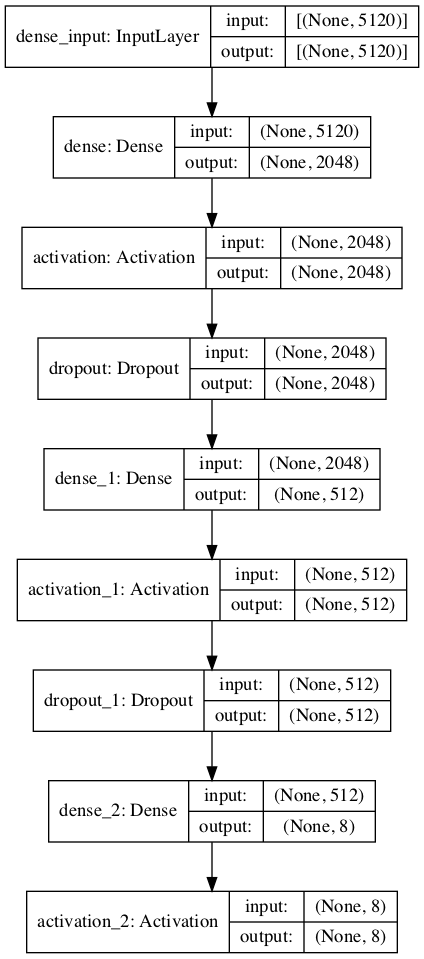 dense_input: InputLayer
input: [(None, 5120)]
output: [(None, 5120)]
dense: Dense
input: (None, 5120)
output: (None, 2048)
activation: Activation
input: (None, 2048)
output: (None, 2048)
dropout: Dropout
input: (None, 2048)
output: (None, 2048)
dense_1: Dense
input: (None, 2048)
output: (None, 512)
activation_1: Activation
input: (None, 512)
output: (None, 512)
dropout_1: Dropout
input: (None, 512)
output: (None, 512)
dense_2: Dense
input: (None, 512)
output: (None, 8)
activation_2: Activation
input: (None, 8)
output: (None, 8)